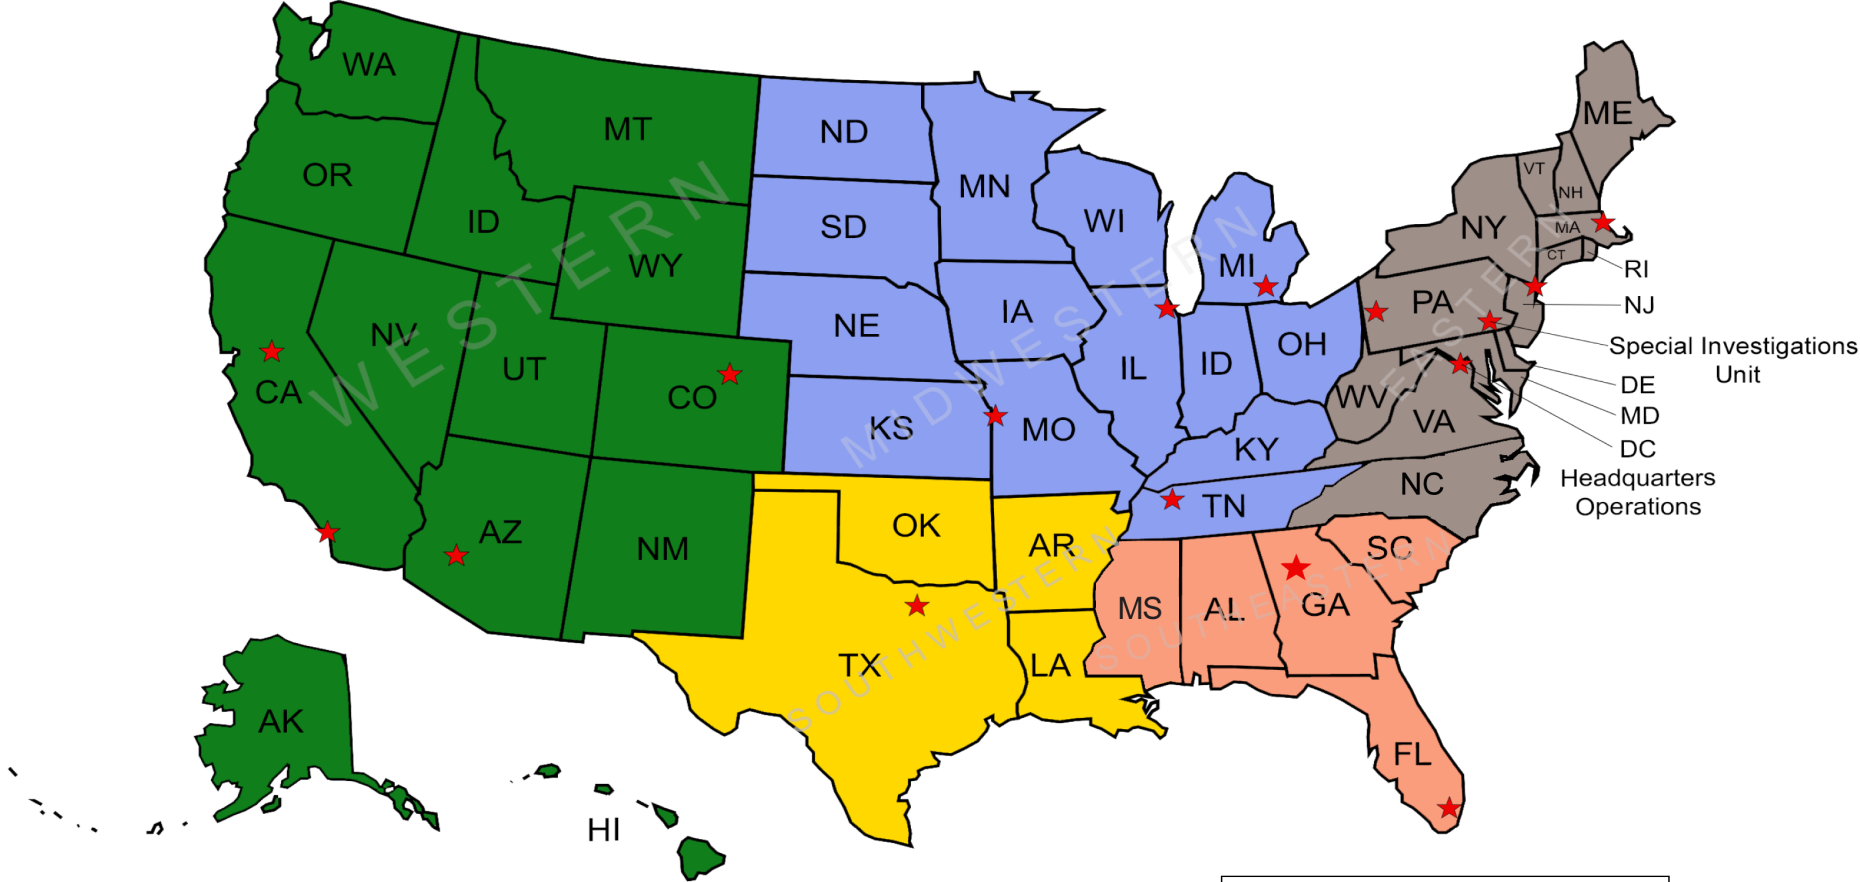 WA
MT
ND
MN
ME
OR
ID
SD
WI
VT
NH
NY
MA
CT
WY
MI
RI
NV
NE
IA
PA
NJ
UT
CO
IL
ID
OH
Special Investigations
Unit
CA
KS
MO
WV
VA
DE
MD
DC
KY
NC
Headquarters
Operations
AZ
NM
OK
AR
TN
SC
MS
AL
GA
TX
LA
FL
AK
HI
WESTERN
MIDWESTERN
EASTERN
SOUTHWESTERN
SOUTHEASTERN